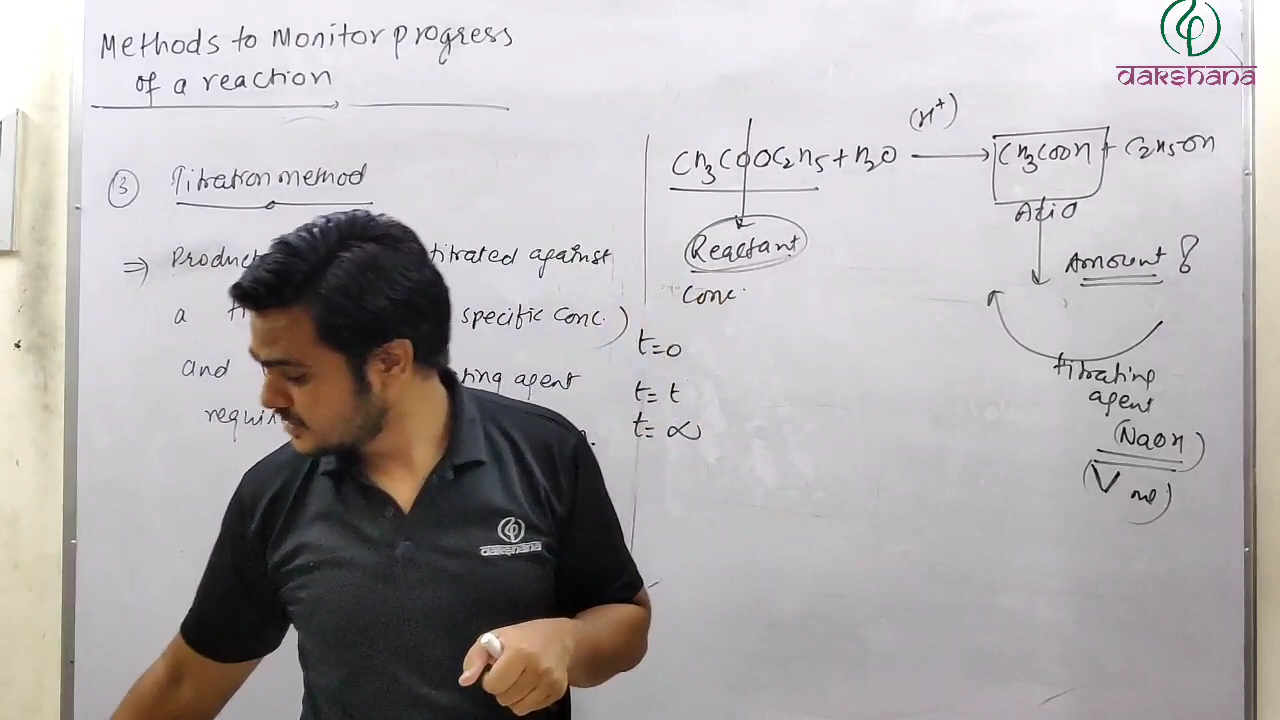 Methods to Monitor progress
of a reaction
③ Titration method
⇒ Product titrated against
a specific conc.)
and ting agent
requi
CH3COOC2H5 + H2O (H+) → CH3COOH + C2H5OH
Reactant
conc.
t=0
t= t
t= ∝
Acid
Amount ?
titrating
agent
(NaOH)
(V ml)
dakshana
dakshana